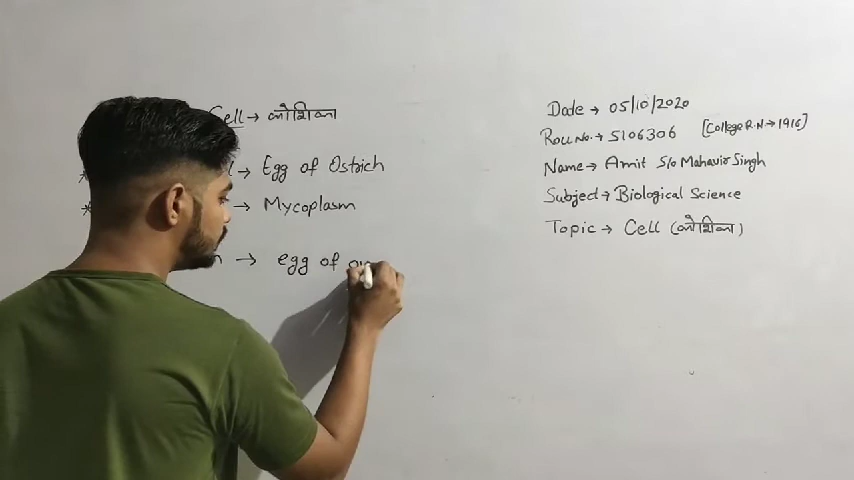 Cell → कोशिका
→ Egg of Ostrich
→ Mycoplasm
→ egg of
Date → 05/10/2020
Roll No. → 5106306 [College R.N → 1916]
Name → Amit S/o Mahavir Singh
Subject → Biological Science
Topic → Cell (कोशिका)